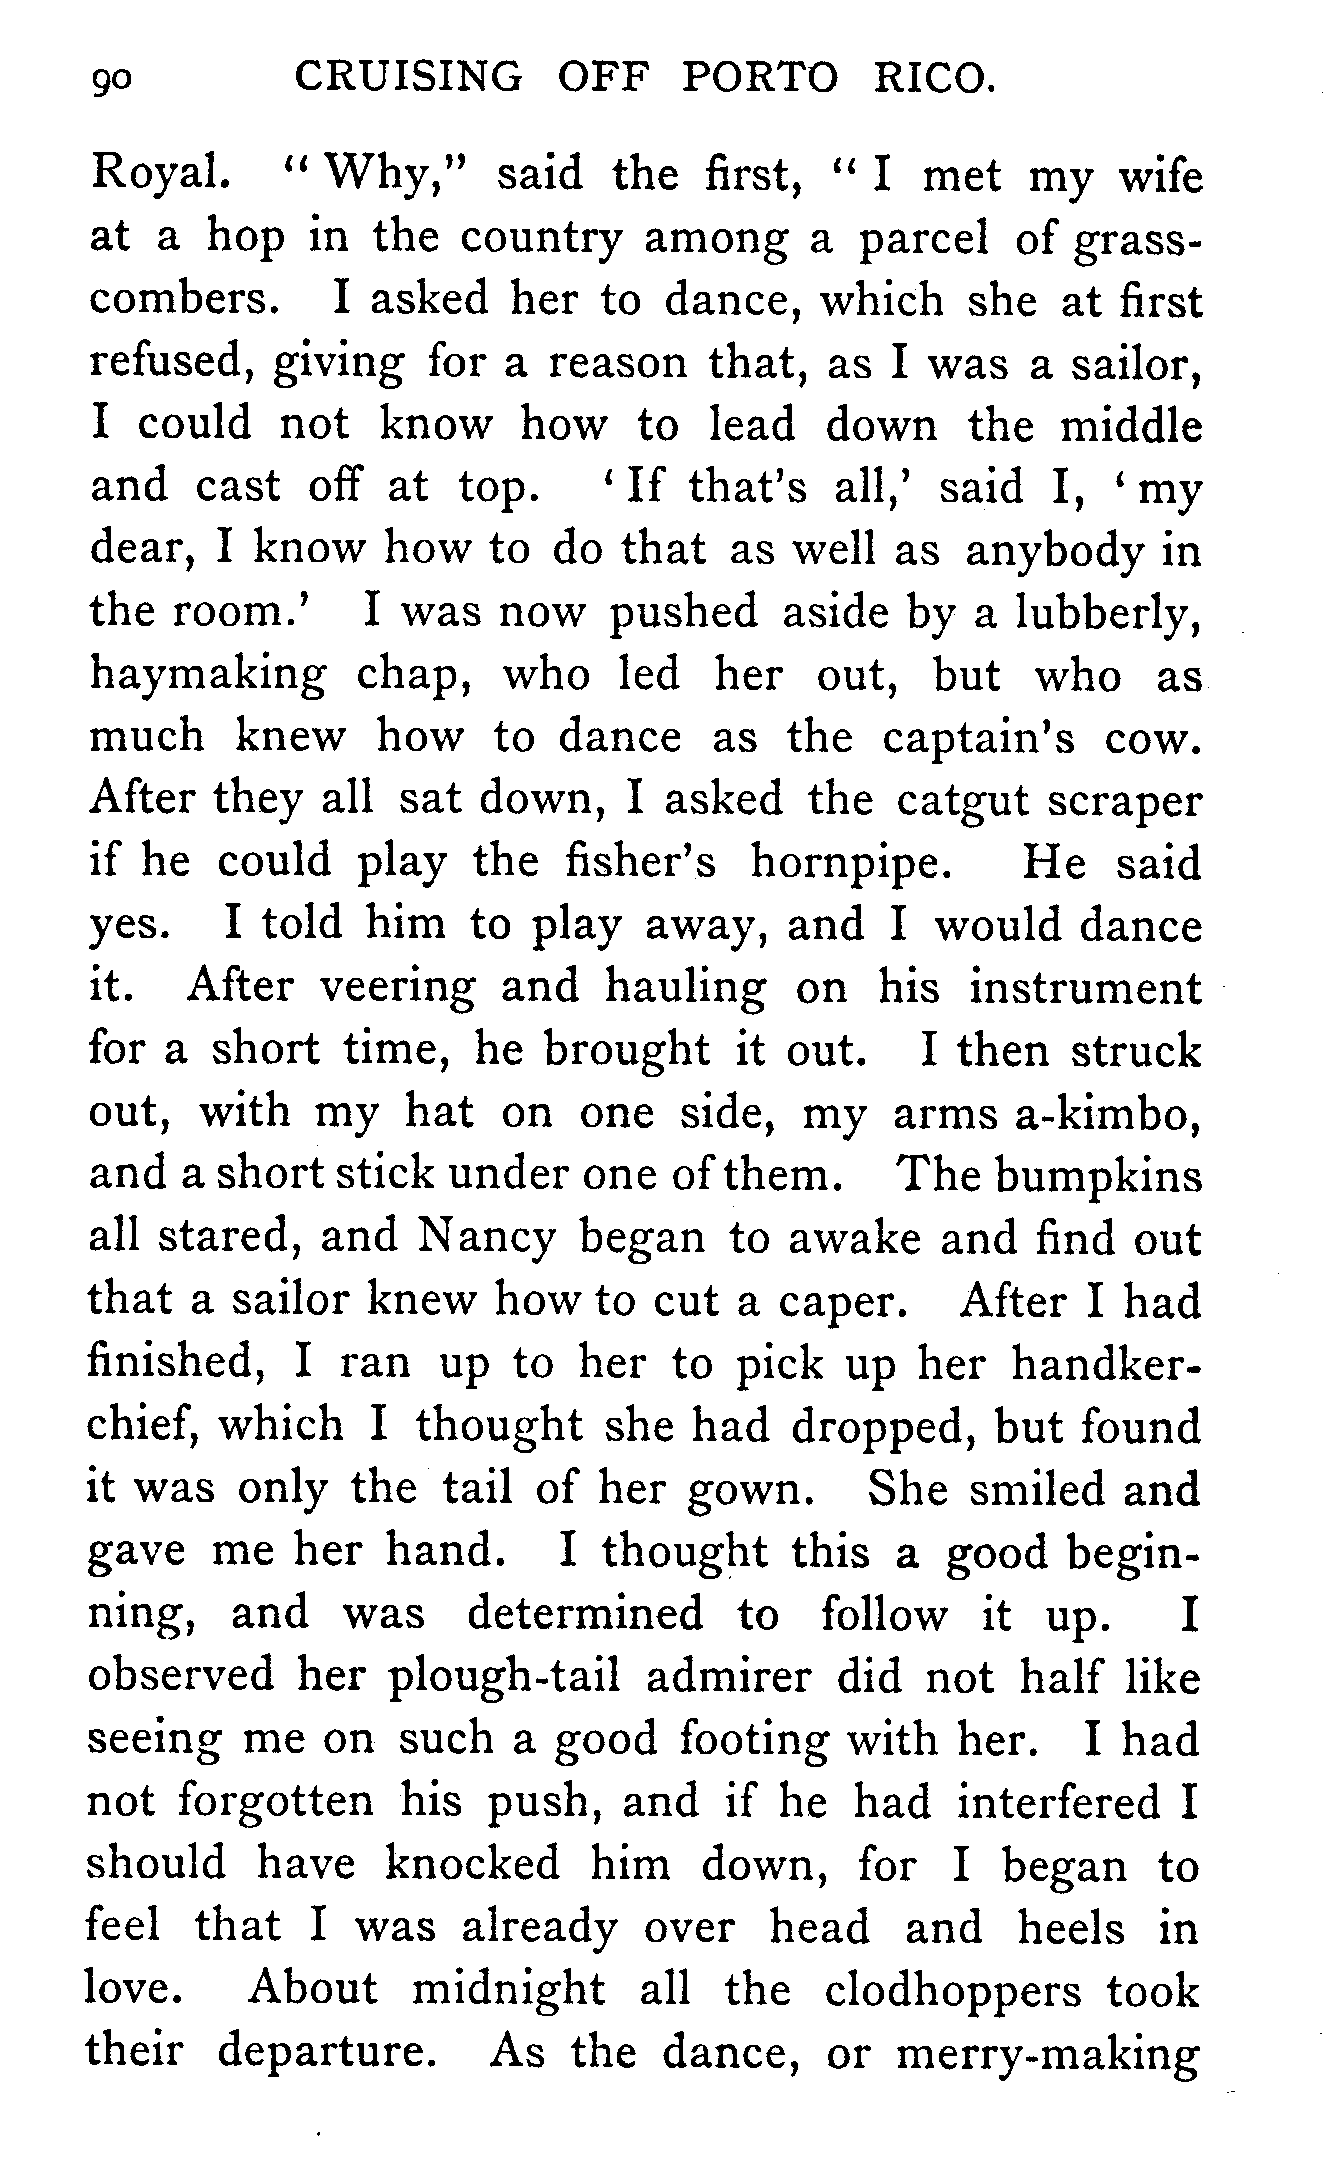 90 CRUISING OFF PORTO RICO.
Royal. “ Why,” said the first, “ I met my wife
at a hop in the country among a parcel of grass-
combers. I asked her to dance, which she at first
refused, giving for a reason that, as I was a sailor,
I could not know how to lead down the middle
and cast off at top. ‘ If that’s all,’ said I, ‘ my
dear, I know how to do that as well as anybody in
the room.’ I was now pushed aside by a lubberly,
haymaking chap, who led her out, but who as
much knew how to dance as the captain’s cow.
After they all sat down, I asked the catgut scraper
if he could play the fisher’s hornpipe. He said
yes. I told him to play away, and I would dance
it. After veering and hauling on his instrument
for a short time, he brought it out. I then struck
out, with my hat on one side, my arms a-kimbo,
and a short stick under one of them. The bumpkins
all stared, and Nancy began to awake and find out
that a sailor knew how to cut a caper. After I had
finished, I ran up to her to pick up her handker-
chief, which I thought she had dropped, but found
it was only the tail of her gown. She smiled and
gave me her hand. I thought this a good begin-
ning, and was determined to follow it up. I
observed her plough-tail admirer did not half like
seeing me on such a good footing with her. I had
not forgotten his push, and if he had interfered I
should have knocked him down, for I began to
feel that I was already over head and heels in
love. About midnight all the clodhoppers took
their departure. As the dance, or merry-making